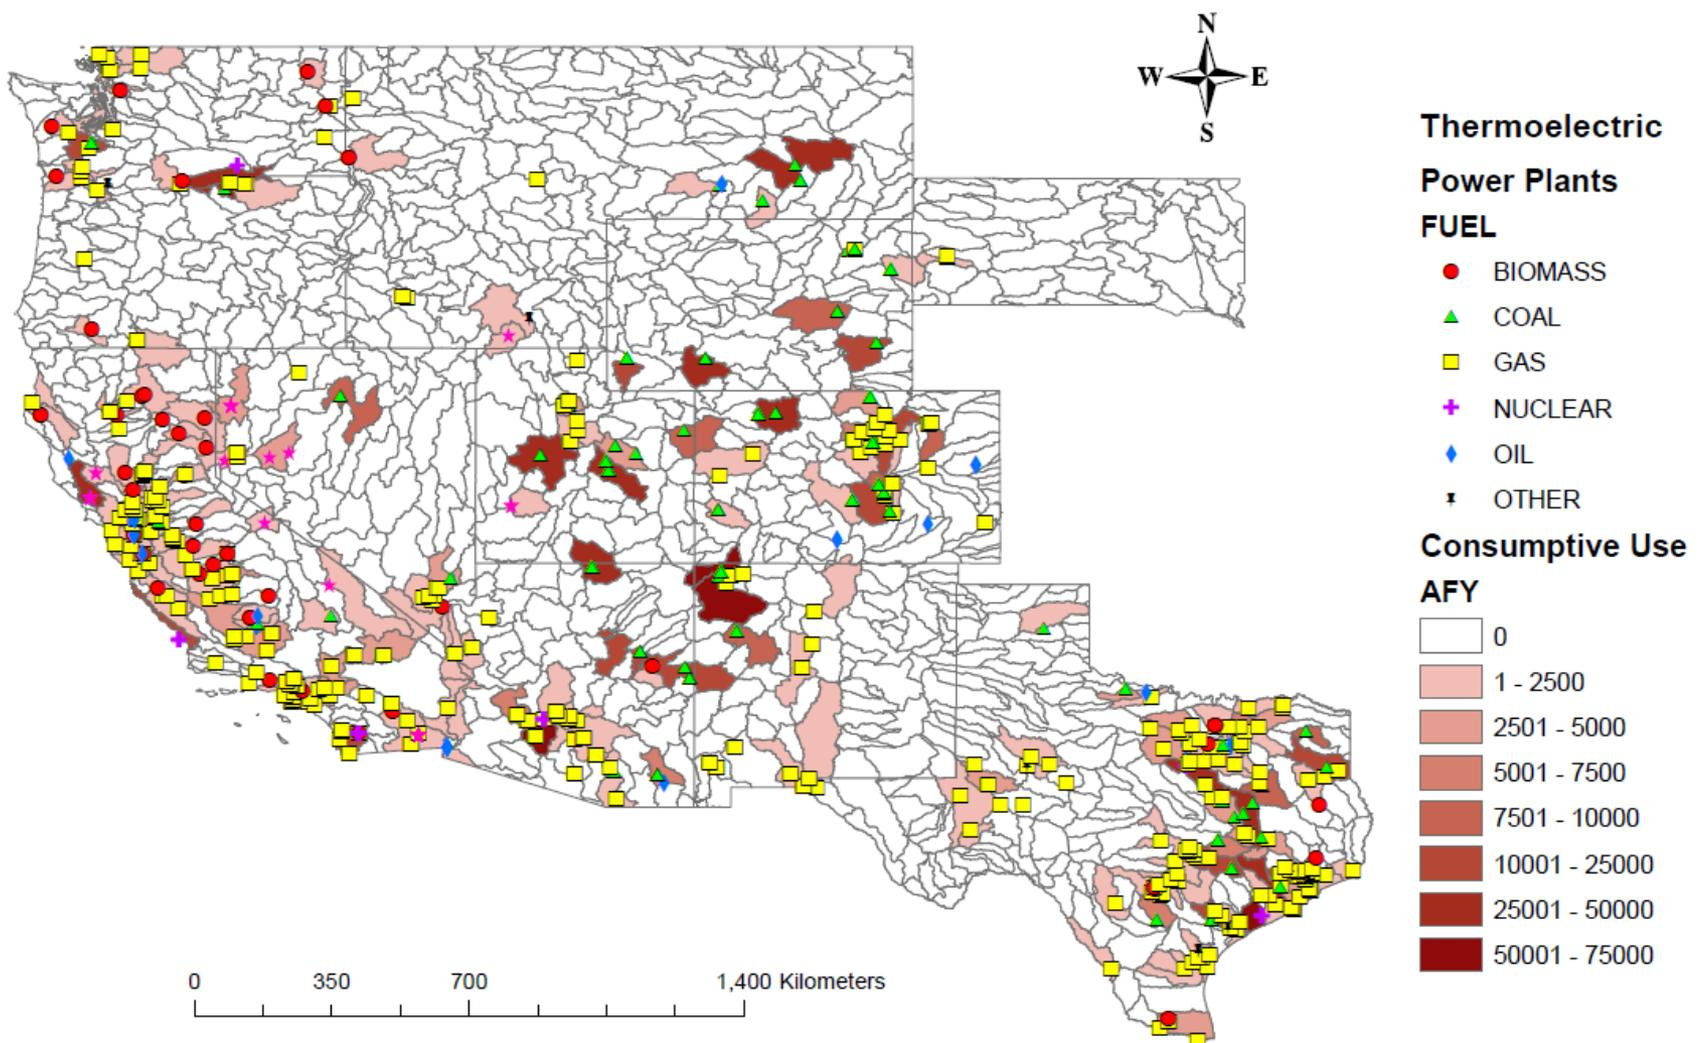 N
W E
S
Thermoelectric
Power Plants
FUEL
BIOMASS
COAL
GAS
NUCLEAR
OIL
OTHER
Consumptive Use
AFY
0
1 - 2500
2501 - 5000
5001 - 7500
7501 - 10000
10001 - 25000
25001 - 50000
50001 - 75000
0 350 700 1,400 Kilometers